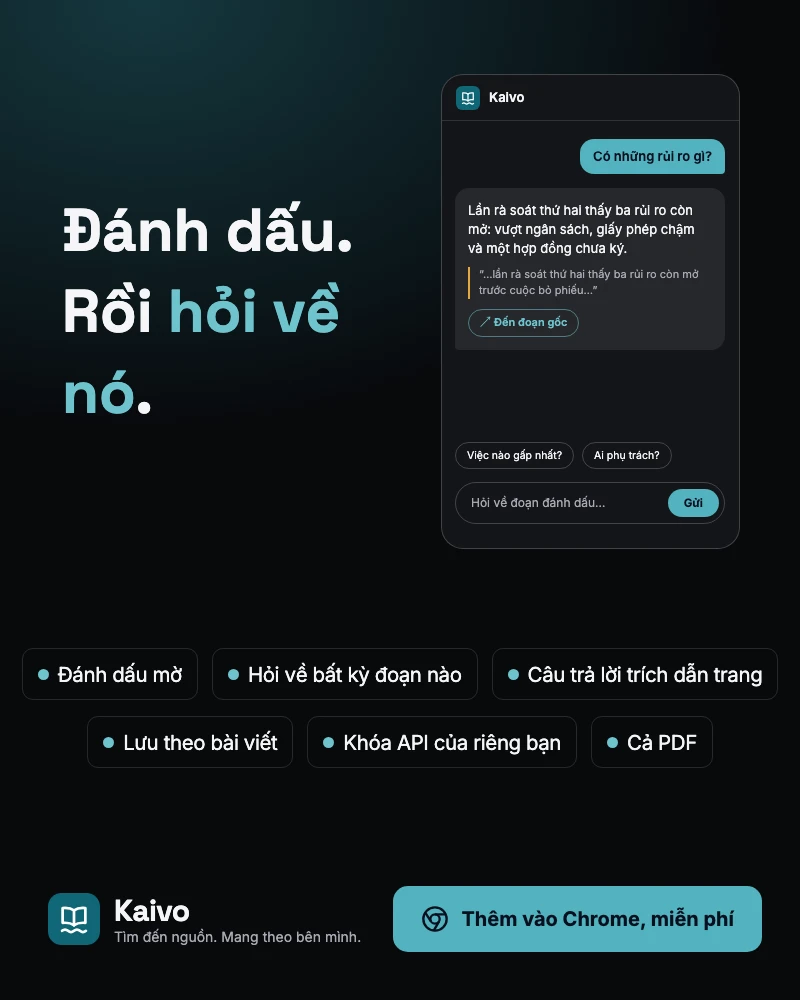 Kaivo
Có những rủi ro gì?
Lần rà soát thứ hai thấy ba rủi ro còn
mở: vượt ngân sách, giấy phép chậm
và một hợp đồng chưa ký.
“…lần rà soát thứ hai thấy ba rủi ro còn mở
trước cuộc bỏ phiếu…”
↗ Đến đoạn gốc
Việc nào gấp nhất?
Ai phụ trách?
Hỏi về đoạn đánh dấu…
Gửi
Đánh dấu.
Rồi hỏi về
nó.
Đánh dấu mờ
Hỏi về bất kỳ đoạn nào
Câu trả lời trích dẫn trang
Lưu theo bài viết
Khóa API của riêng bạn
Cả PDF
Kaivo
Tìm đến nguồn. Mang theo bên mình.
Thêm vào Chrome, miễn phí